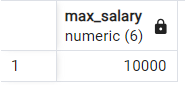 max_salary
numeric (6)
1 10000